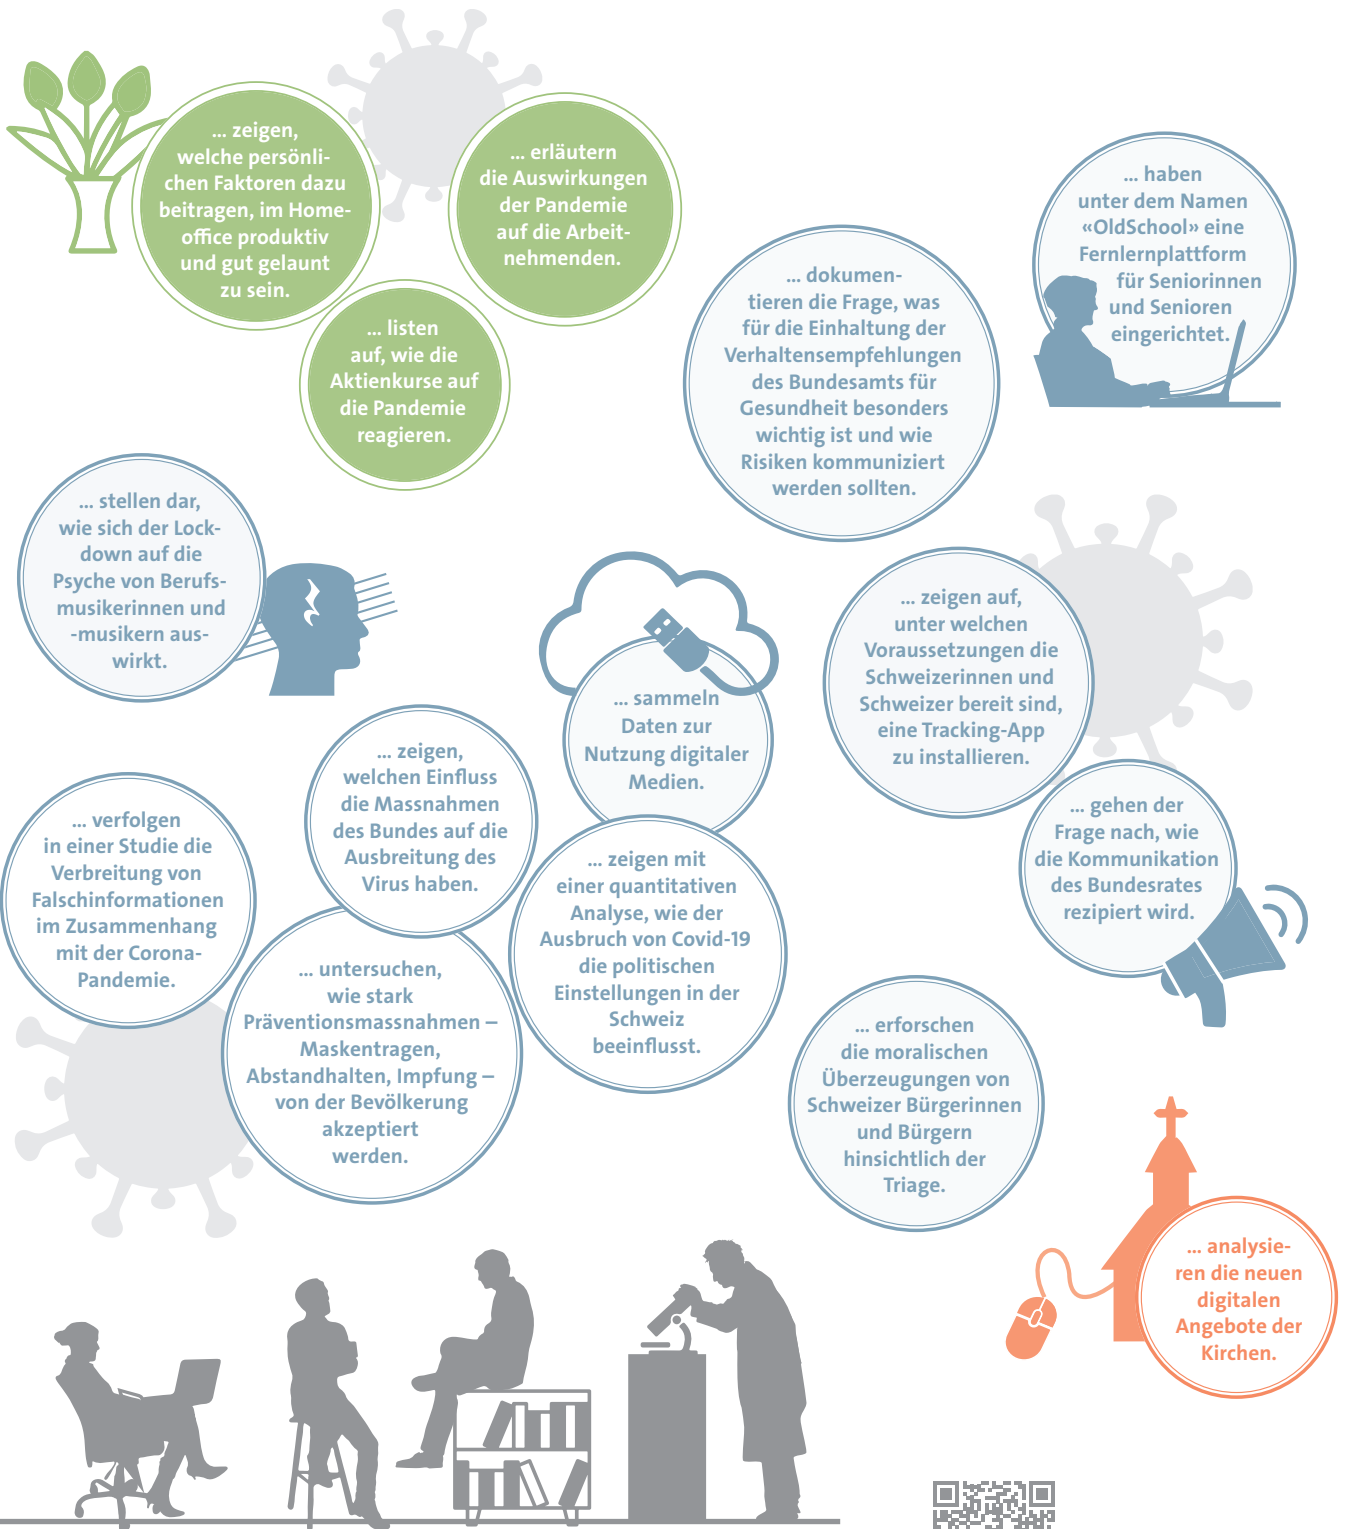 ... zeigen,
welche persönli-
chen Faktoren dazu
beitragen, im Home-
office produktiv
und gut gelaunt
zu sein.
... erläutern
die Auswirkungen
der Pandemie
auf die Arbeit-
nehmenden.
... listen
auf, wie die
Aktienkurse auf
die Pandemie
reagieren.
... haben
unter dem Namen
«OldSchool» eine
Fernlernplattform
für Seniorinnen
und Senioren
eingerichtet.
... dokumen-
tieren die Frage, was
für die Einhaltung der
Verhaltensempfehlungen
des Bundesamts für
Gesundheit besonders
wichtig ist und wie
Risiken kommuniziert
werden sollten.
... stellen dar,
wie sich der Lock-
down auf die
Psyche von Berufs-
musikerinnen und
-musikern aus-
wirkt.
... zeigen auf,
unter welchen
Voraussetzungen die
Schweizerinnen und
Schweizer bereit sind,
eine Tracking-App
zu installieren.
... sammeln
Daten zur
Nutzung digitaler
Medien.
... zeigen,
welchen Einfluss
die Massnahmen
des Bundes auf die
Ausbreitung des
Virus haben.
... gehen der
Frage nach, wie
die Kommunikation
des Bundesrates
rezipiert wird.
... verfolgen
in einer Studie die
Verbreitung von
Falschinformationen
im Zusammenhang
mit der Corona-
Pandemie.
... zeigen mit
einer quantitativen
Analyse, wie der
Ausbruch von Covid-19
die politischen
Einstellungen in der
Schweiz
beeinflusst.
... untersuchen,
wie stark
Präventionsmassnahmen –
Maskentragen,
Abstandhalten, Impfung –
von der Bevölkerung
akzeptiert
werden.
... erforschen
die moralischen
Überzeugungen von
Schweizer Bürgerinnen
und Bürgern
hinsichtlich der
Triage.
... analysie-
ren die neuen
digitalen
Angebote der
Kirchen.